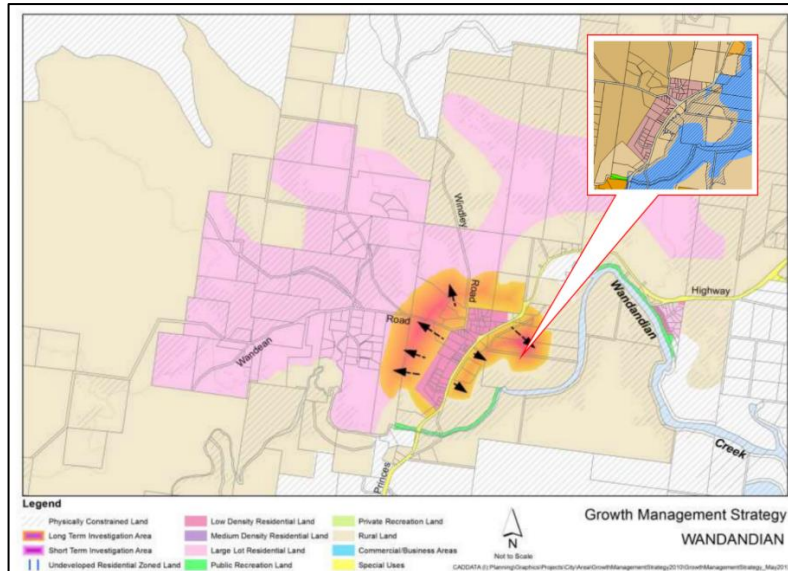 Windley
Road
Highway
Wandandian
Road
Wandean
Princes
Creek
Legend
Physically Constrained Land
Long Term Investigation Area
Short Term Investigation Area
Undeveloped Residential Zoned Land
Low Density Residential Land
Medium Density Residential Land
Large Lot Residential Land
Public Recreation Land
Private Recreation Land
Rural Land
Commercial/Business Areas
Special Uses
N
Not to Scale
Growth Management Strategy
WANDANDIAN